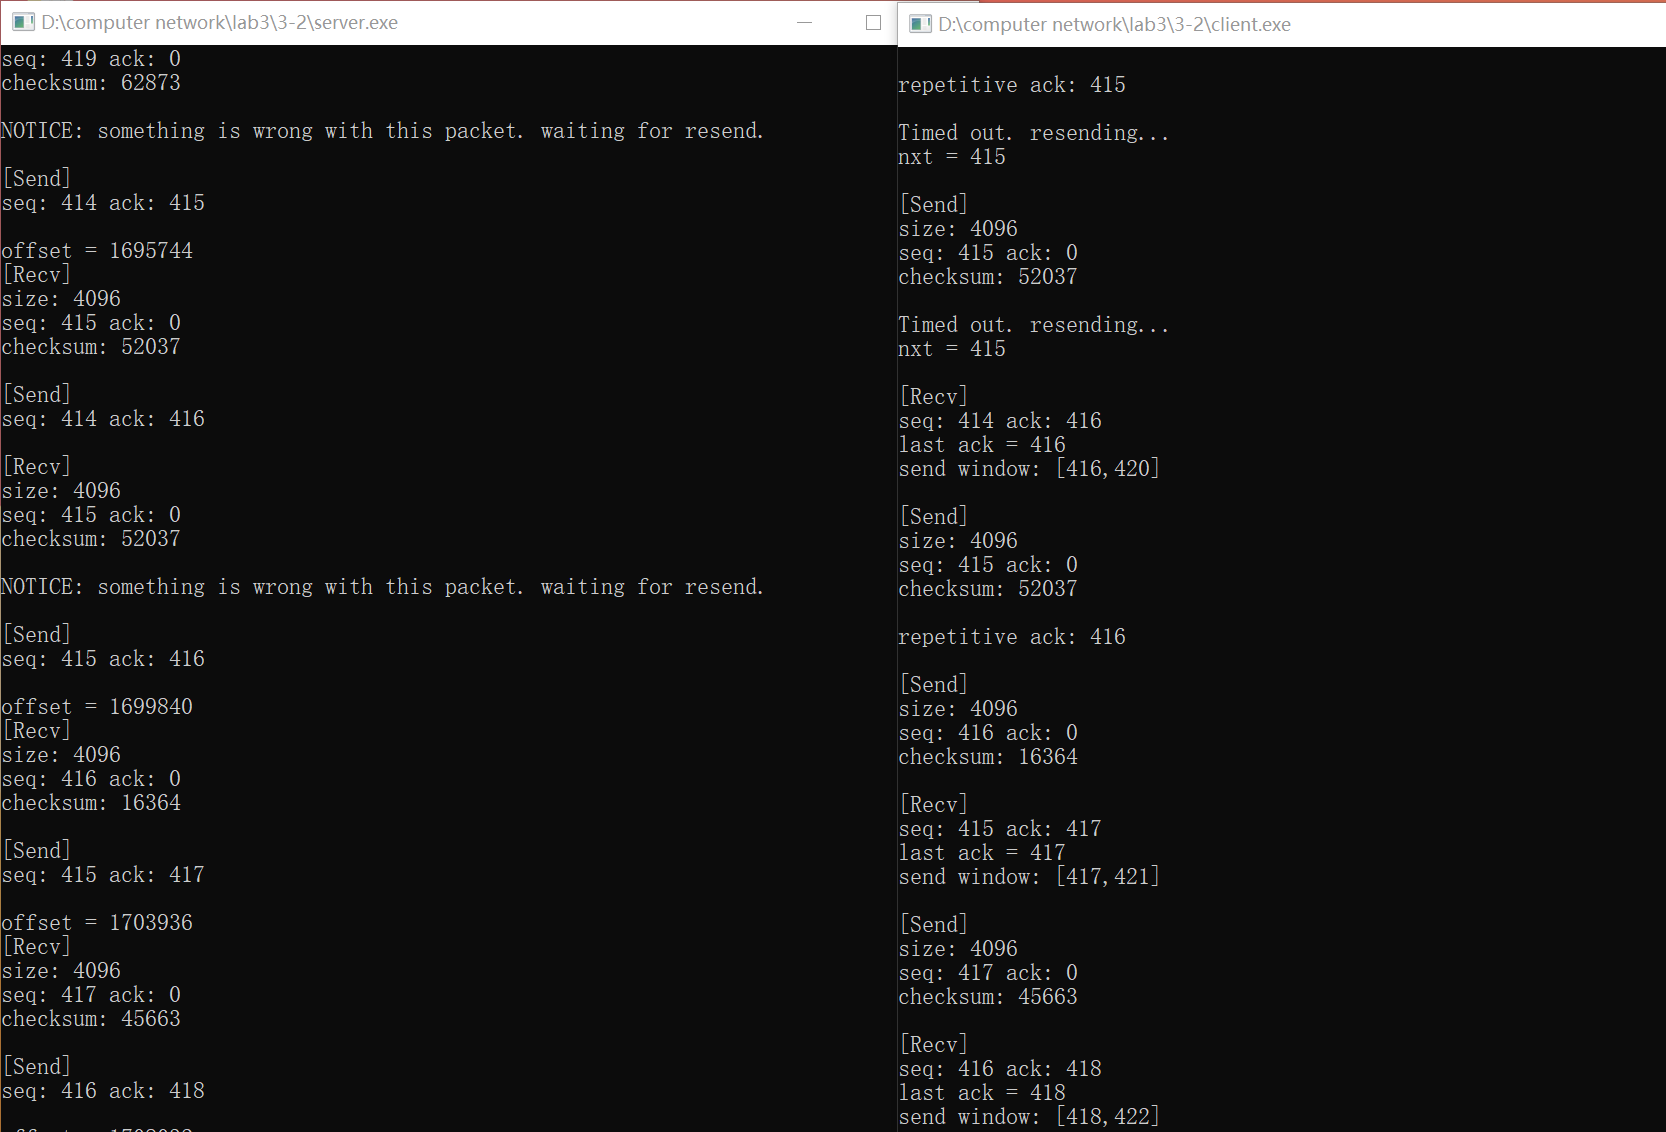 D:\computer network\lab3\3-2\server.exe
seq: 419 ack: 0
checksum: 62873
NOTICE: something is wrong with this packet. waiting for resend.
[Send]
seq: 414 ack: 415
offset = 1695744
[Recv]
size: 4096
seq: 415 ack: 0
checksum: 52037
[Send]
seq: 414 ack: 416
[Recv]
size: 4096
seq: 415 ack: 0
checksum: 52037
NOTICE: something is wrong with this packet. waiting for resend.
[Send]
seq: 415 ack: 416
offset = 1699840
[Recv]
size: 4096
seq: 416 ack: 0
checksum: 16364
[Send]
seq: 415 ack: 417
offset = 1703936
[Recv]
size: 4096
seq: 417 ack: 0
checksum: 45663
[Send]
seq: 416 ack: 418
D:\computer network\lab3\3-2\client.exe
repetitive ack: 415
Timed out. resending...
nxt = 415
[Send]
size: 4096
seq: 415 ack: 0
checksum: 52037
Timed out. resending...
nxt = 415
[Recv]
seq: 414 ack: 416
last ack = 416
send window: [416,420]
[Send]
size: 4096
seq: 415 ack: 0
checksum: 52037
repetitive ack: 416
[Send]
size: 4096
seq: 416 ack: 0
checksum: 16364
[Recv]
seq: 415 ack: 417
last ack = 417
send window: [417,421]
[Send]
size: 4096
seq: 417 ack: 0
checksum: 45663
[Recv]
seq: 416 ack: 418
last ack = 418
send window: [418,422]